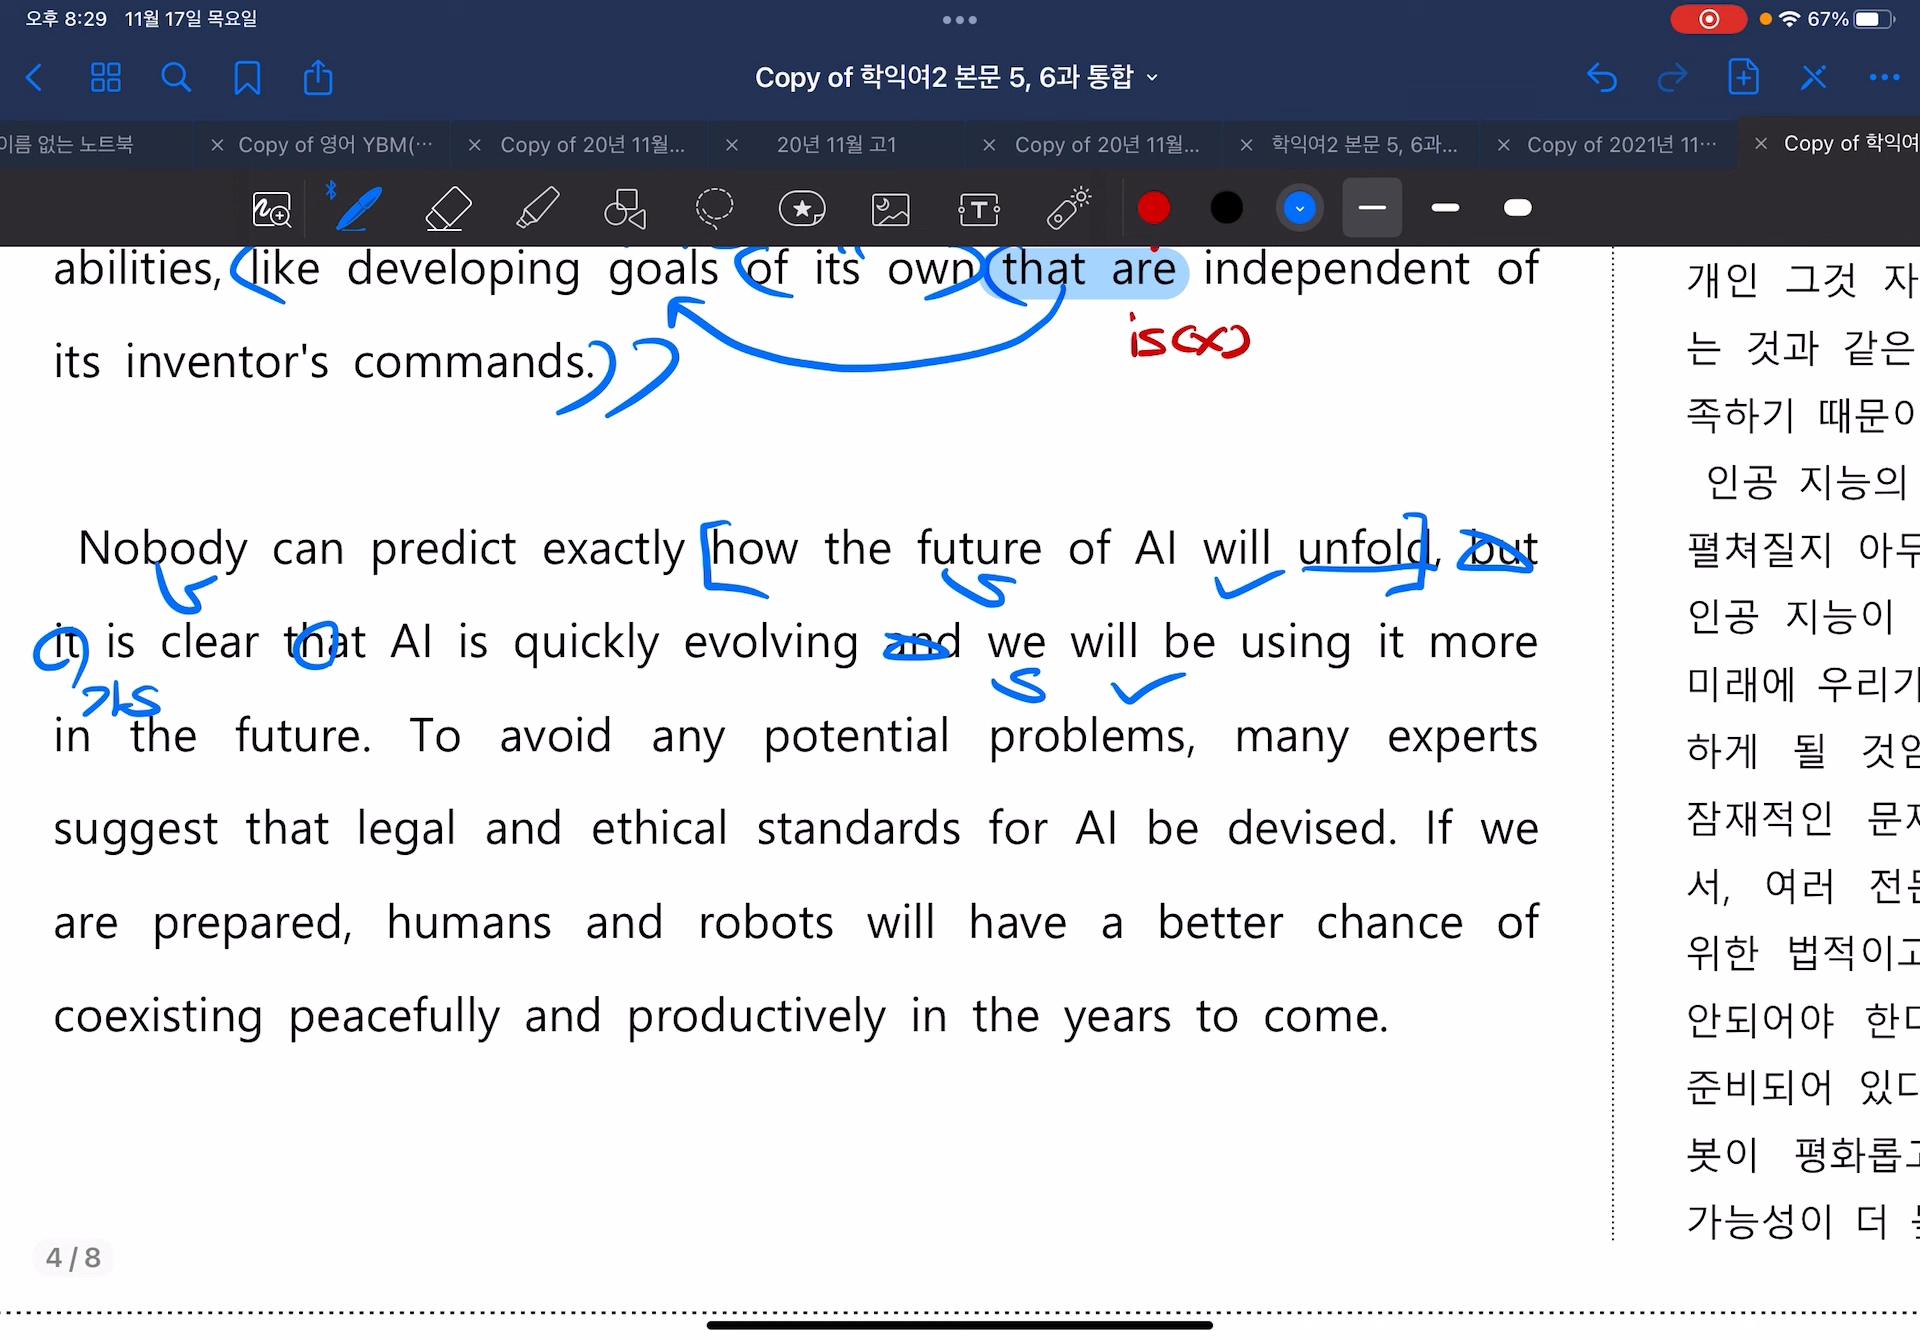 오후 8:29 11월 17일 목요일
67%
Copy of 학익여2 본문 5, 6과 통합
이름 없는 노트북
Copy of 영어 YBM(…
Copy of 20년 11월...
20년 11월 고1
Copy of 20년 11월...
학익여2 본문 5, 6과...
Copy of 2021년 11…
Copy of 학익여
abilities, like developing goals of its own that are independent of
is(x)
its inventor's commands.
Nobody can predict exactly how the future of AI will unfold, but
S S ✓
it is clear that AI is quickly evolving and we will be using it more
가S S ✓
in the future. To avoid any potential problems, many experts
suggest that legal and ethical standards for AI be devised. If we
are prepared, humans and robots will have a better chance of
coexisting peacefully and productively in the years to come.
개인 그것 자
는 것과 같은
족하기 때문이
인공 지능의
펼쳐질지 아무
인공 지능이
미래에 우리가
하게 될 것임
잠재적인 문제
서, 여러 전문
위한 법적이고
안되어야 한다
준비되어 있다
봇이 평화롭고
가능성이 더
4 / 8